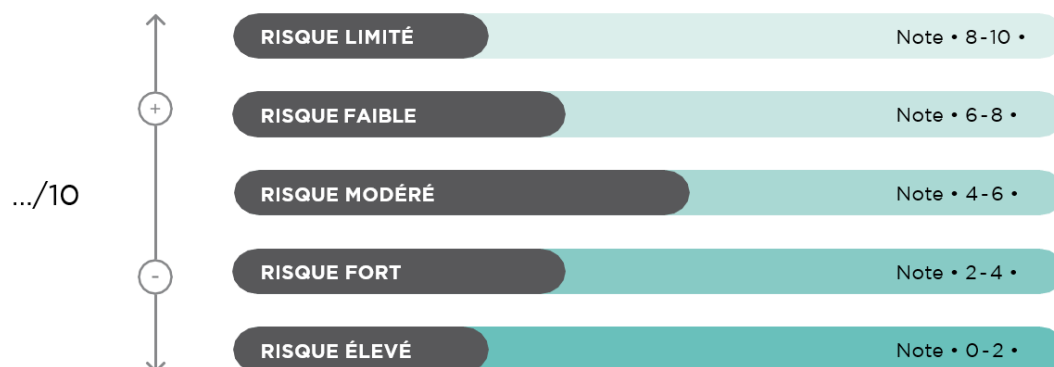 RISQUE LIMITÉ Note • 8-10 •
+
RISQUE FAIBLE Note • 6-8 •
.../10
RISQUE MODÉRÉ Note • 4-6 •
-
RISQUE FORT Note • 2-4 •
RISQUE ÉLEVÉ Note • 0-2 •